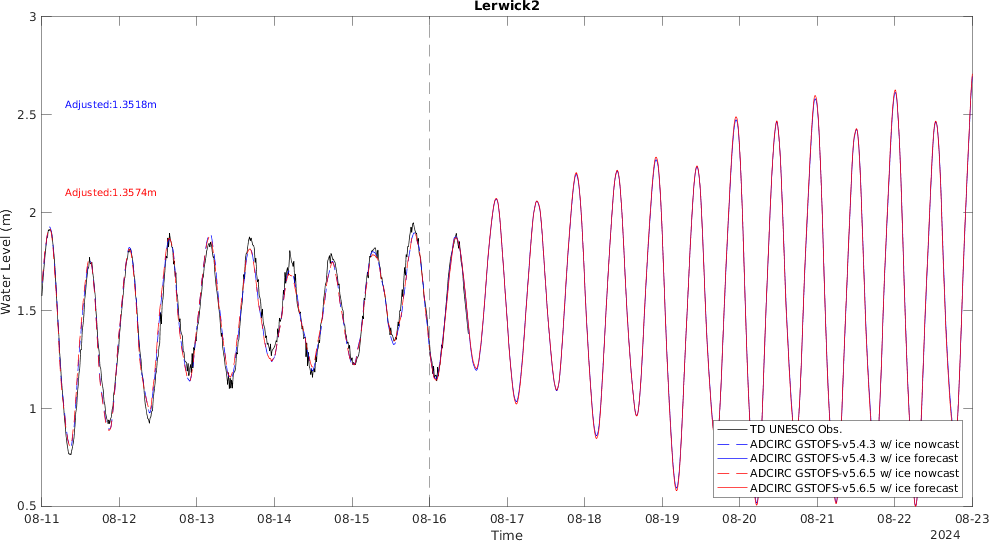 Lerwick2
3
2.5
2
1.5
1
0.5
Water Level (m)
Adjusted:1.3518m
Adjusted:1.3574m
TD UNESCO Obs.
ADCIRC GSTOFS-v5.4.3 w/ ice nowcast
ADCIRC GSTOFS-v5.4.3 w/ ice forecast
ADCIRC GSTOFS-v5.6.5 w/ ice nowcast
ADCIRC GSTOFS-v5.6.5 w/ ice forecast
08-11 08-12 08-13 08-14 08-15 08-16 08-17 08-18 08-19 08-20 08-21 08-22 08-23
Time
2024